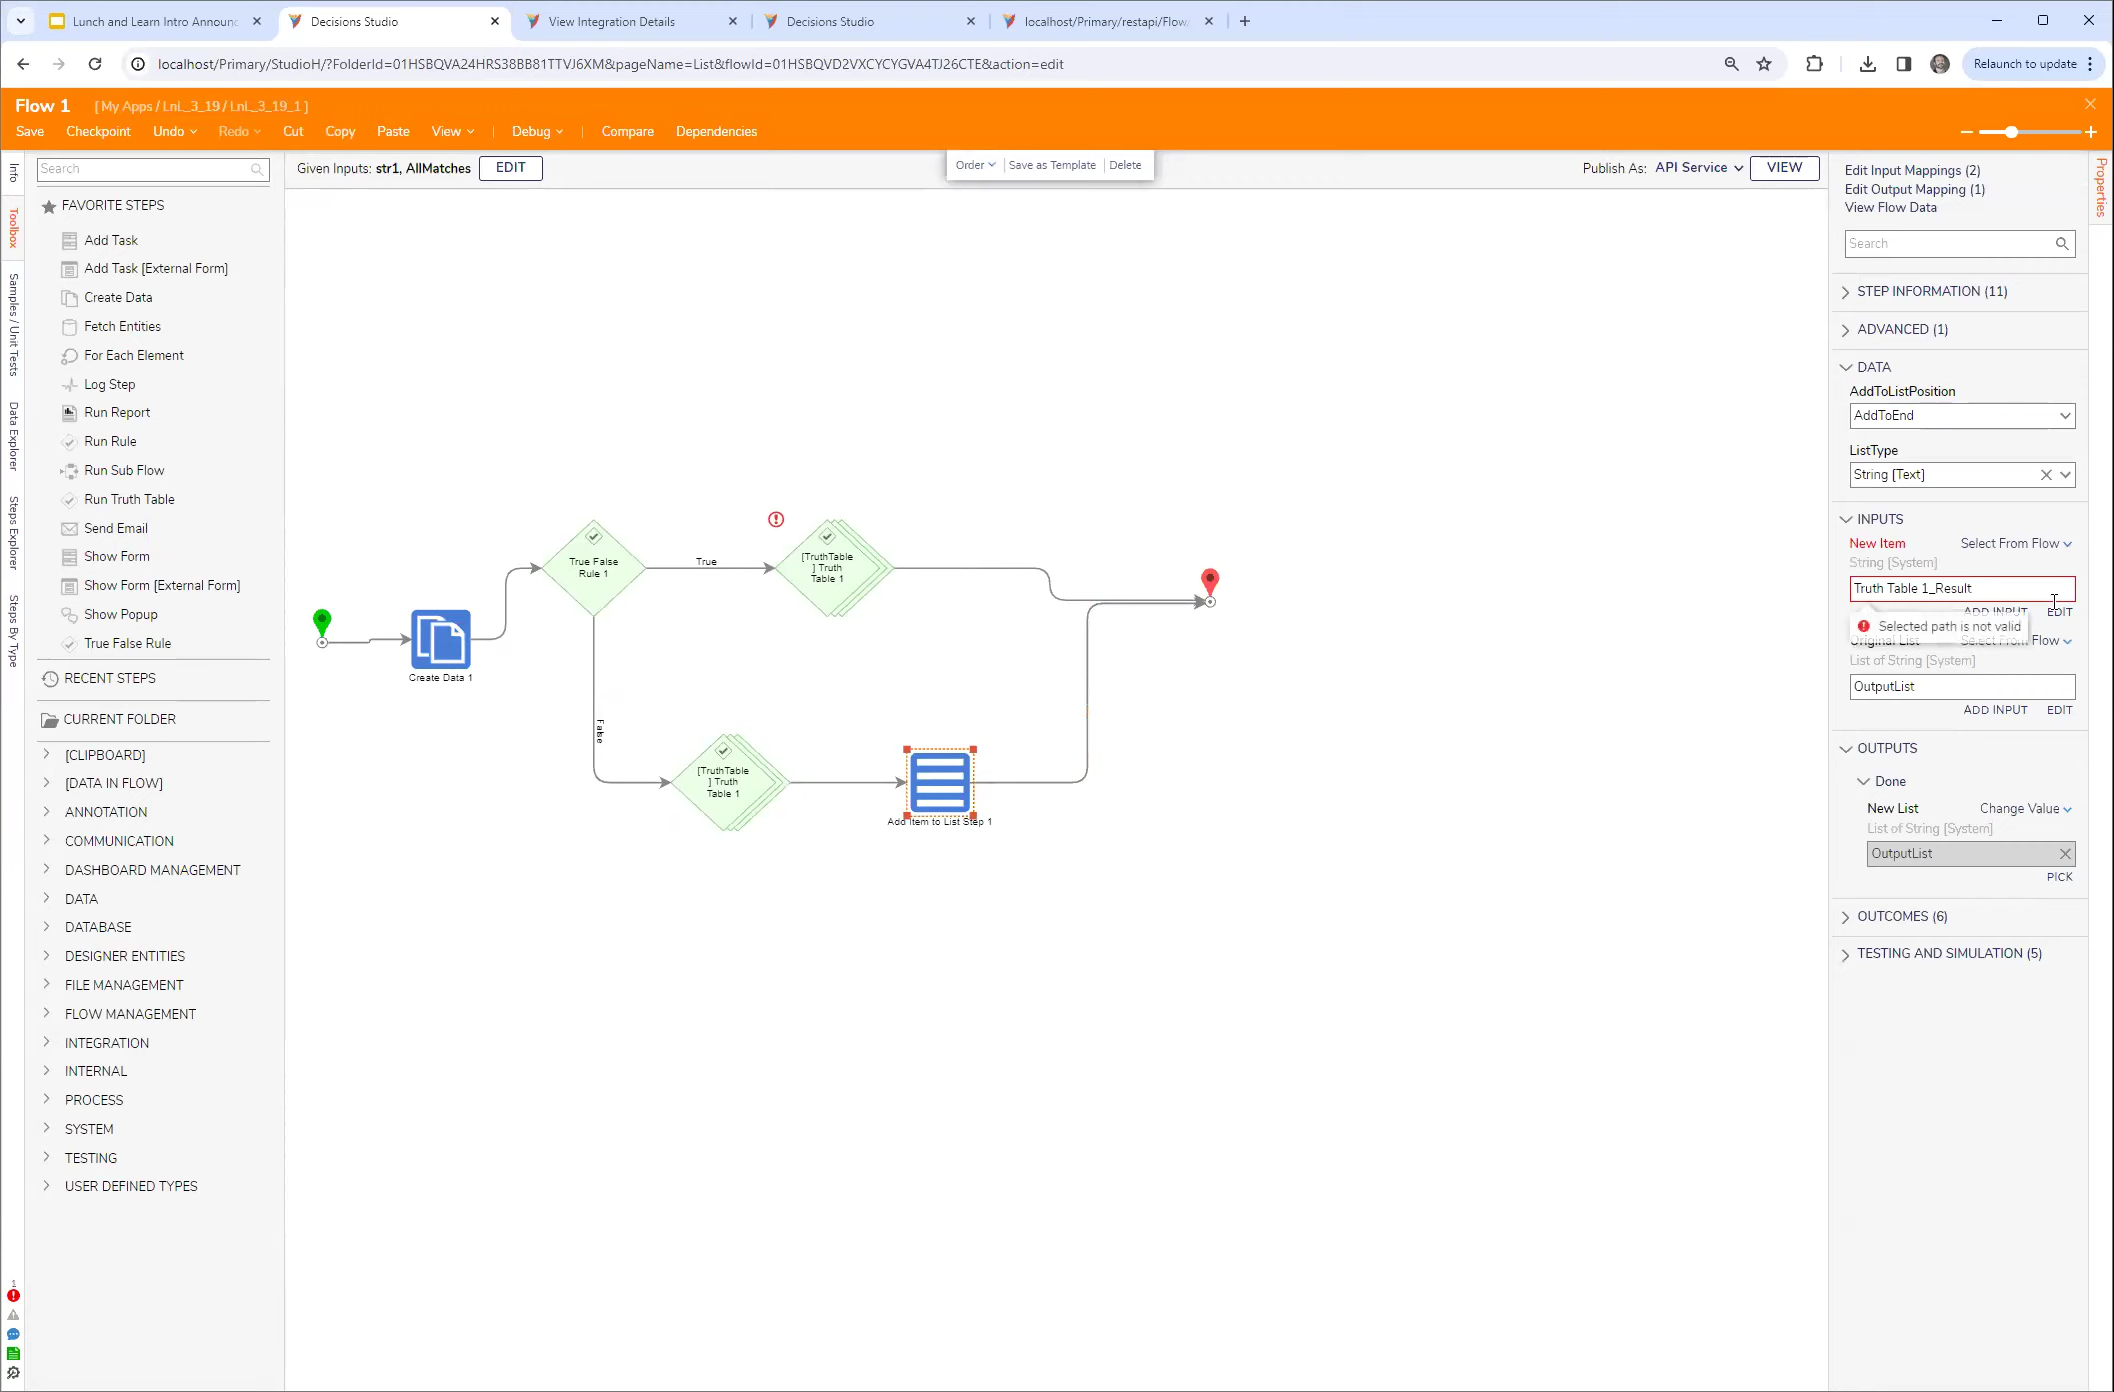 Lunch and Learn Intro Announc
Decisions Studio
View Integration Details
Decisions Studio
localhost/Primary/restapi/Flow
localhost/Primary/StudioH/?FolderId=01HSBQVA24HRS38BB81TTVJ6XM&pageName=List&flowId=01HSBQVD2VXCYCYGVA4TJ26CTE&action=edit
Relaunch to update
Flow 1
[ My Apps / LnL_3_19 / LnL_3_19_1 ]
Save
Checkpoint
Undo
Redo
Cut
Copy
Paste
View
Debug
Compare
Dependencies
Info
Toolbox
Samples / Unit Tests
Data Explorer
Steps Explorer
Steps By Type
1
Search
FAVORITE STEPS
Add Task
Add Task [External Form]
Create Data
Fetch Entities
For Each Element
Log Step
Run Report
Run Rule
Run Sub Flow
Run Truth Table
Send Email
Show Form
Show Form [External Form]
Show Popup
True False Rule
RECENT STEPS
CURRENT FOLDER
[CLIPBOARD]
[DATA IN FLOW]
ANNOTATION
COMMUNICATION
DASHBOARD MANAGEMENT
DATA
DATABASE
DESIGNER ENTITIES
FILE MANAGEMENT
FLOW MANAGEMENT
INTEGRATION
INTERNAL
PROCESS
SYSTEM
TESTING
USER DEFINED TYPES
Given Inputs: str1, AllMatches
EDIT
Order
Save as Template
Delete
Publish As: API Service
VIEW
Create Data 1
True False
Rule 1
True
False
[TruthTable
] Truth
Table 1
[TruthTable
] Truth
Table 1
Add Item to List Step 1
Properties
Edit Input Mappings (2)
Edit Output Mapping (1)
View Flow Data
Search
STEP INFORMATION (11)
ADVANCED (1)
DATA
AddToListPosition
AddToEnd
ListType
String [Text]
INPUTS
New Item
Select From Flow
String [System]
Truth Table 1_Result
ADD INPUT
EDIT
Selected path is not valid
Original List
Select From Flow
List of String [System]
OutputList
ADD INPUT
EDIT
OUTPUTS
Done
New List
Change Value
List of String [System]
OutputList
PICK
OUTCOMES (6)
TESTING AND SIMULATION (5)